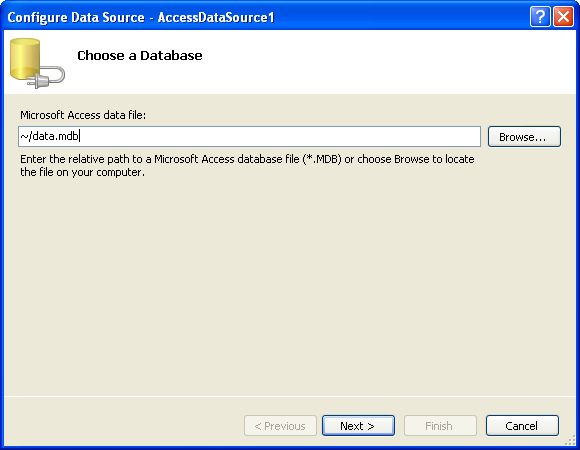 Configure Data Source - AccessDataSource1
Choose a Database
Microsoft Access data file:
~/data.mdb
Browse...
Enter the relative path to a Microsoft Access database file (*.MDB) or choose Browse to locate
the file on your computer.
< Previous
Next >
Finish
Cancel